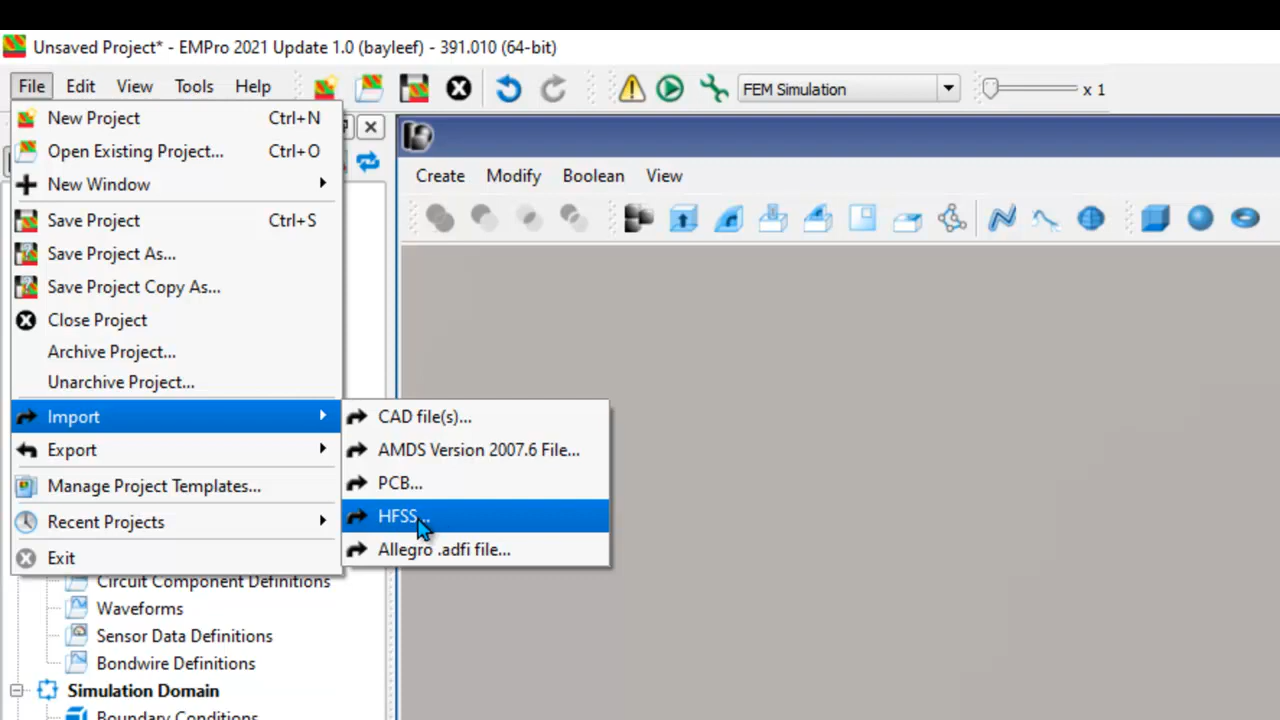 Unsaved Project* - EMPro 2021 Update 1.0 (bayleef) - 391.010 (64-bit)
File Edit View Tools Help FEM Simulation x 1
New Project Ctrl+N
Open Existing Project... Ctrl+O
New Window
Save Project Ctrl+S
Save Project As...
Save Project Copy As...
Close Project
Archive Project...
Unarchive Project...
Import
Export
Manage Project Templates...
Recent Projects
Exit
CAD file(s)...
AMDS Version 2007.6 File...
PCB...
HFSS...
Allegro .adfi file...
Create Modify Boolean View
Circuit Component Definitions
Waveforms
Sensor Data Definitions
Bondwire Definitions
Simulation Domain
Boundary Conditions